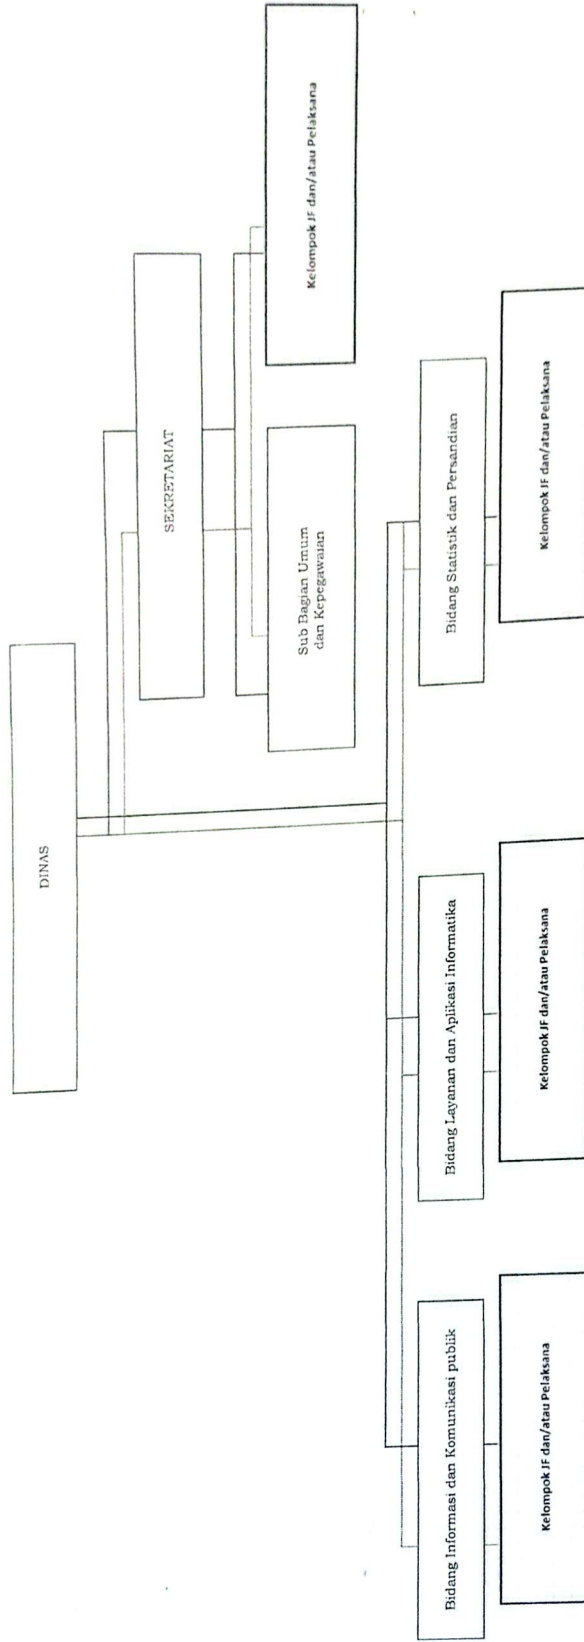 DINAS
SEKRETARIAT
Sub Bagian Umum
dan Kepegawaian
Kelompok JF dan/atau Pelaksana
Bidang Informasi dan Komunikasi publik
Bidang Layanan dan Aplikasi Informatika
Bidang Statistik dan Persandian
Kelompok JF dan/atau Pelaksana
Kelompok JF dan/atau Pelaksana
Kelompok JF dan/atau Pelaksana